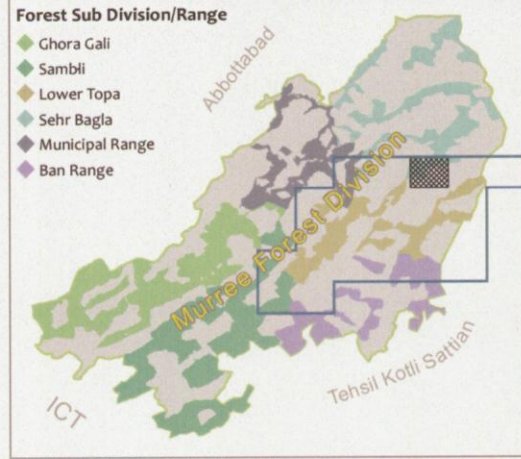 Forest Sub Division/Range
Ghora Gali
Sambli
Lower Topa
Sehr Bagla
Municipal Range
Ban Range
Abbottabad
Murree Forest Division
Tehsil Kotli Sattian
ICT